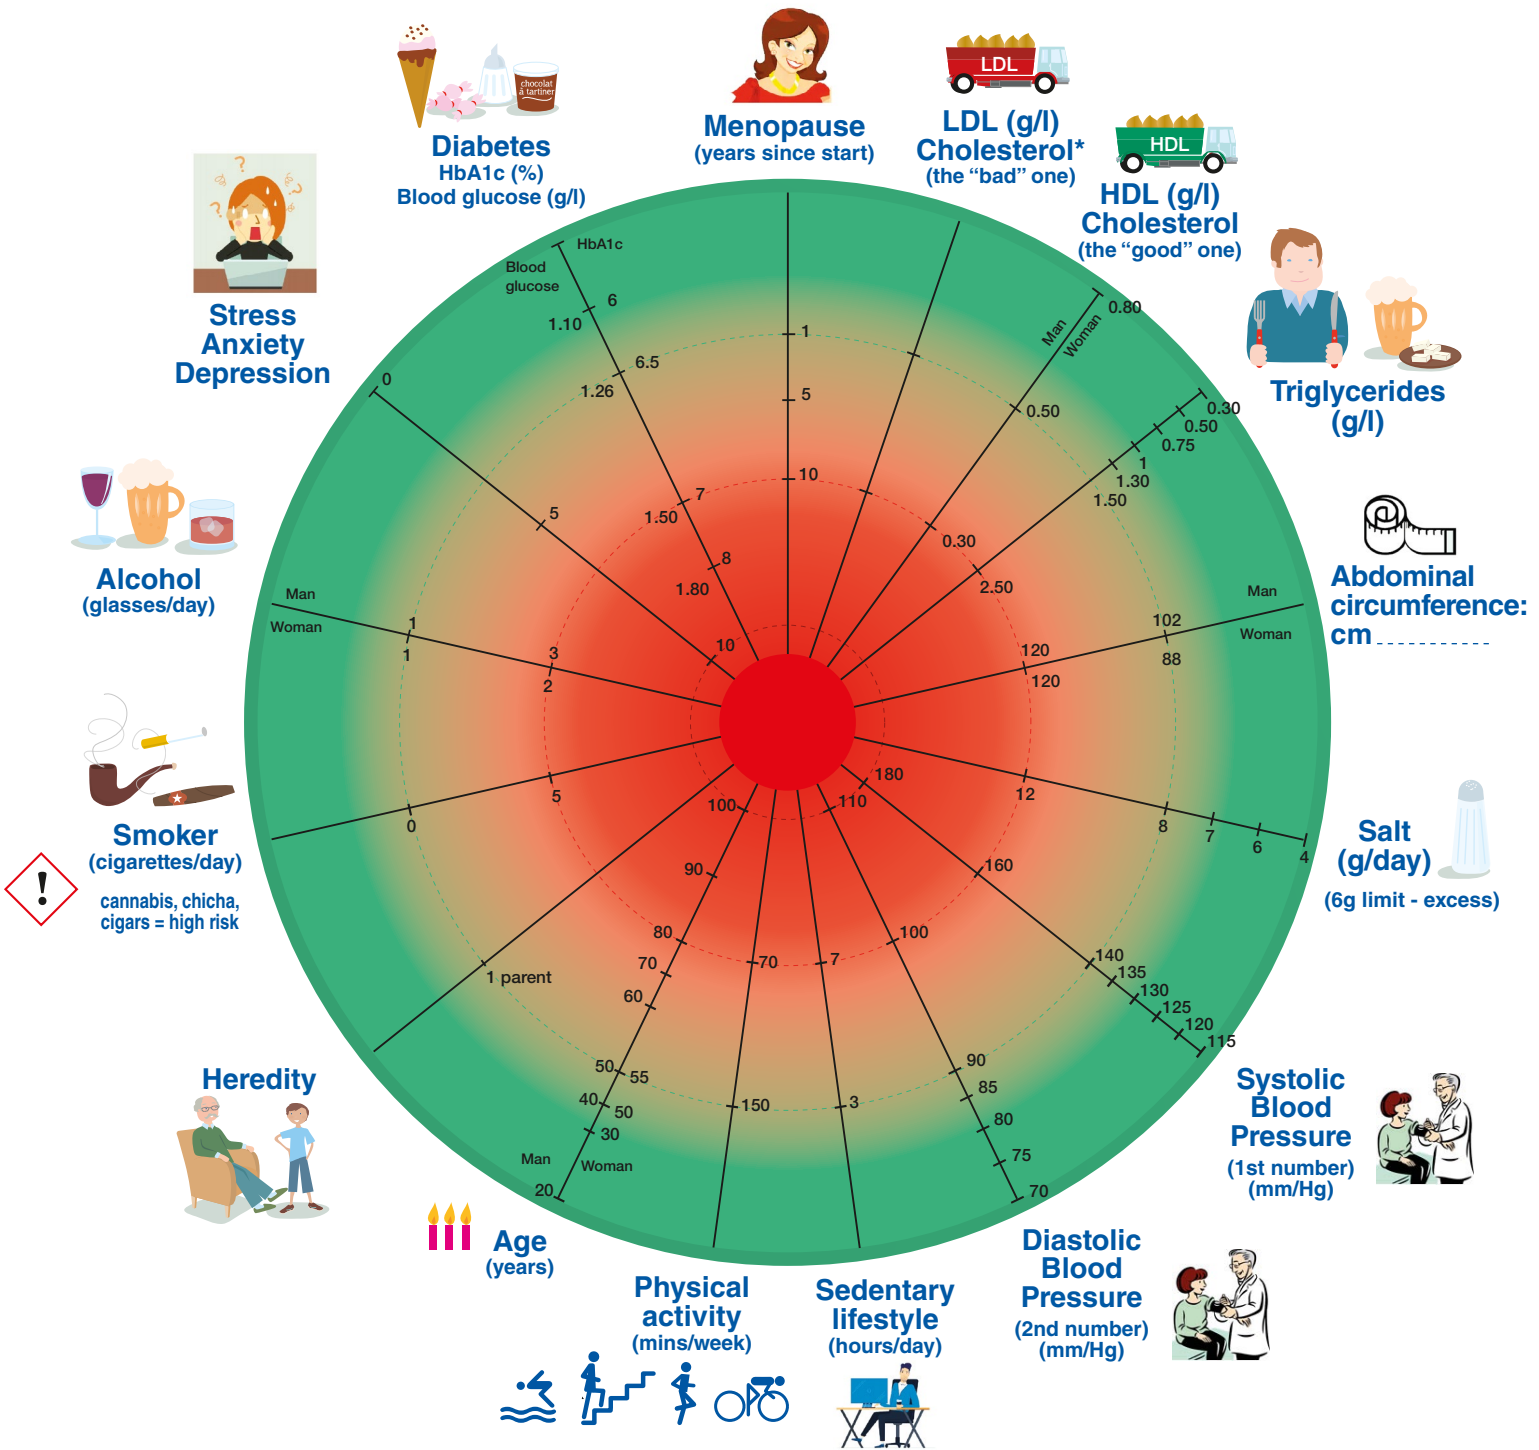 chocolat
à tartiner
Diabetes
HbA1c (%)
Blood glucose (g/l)
Menopause
(years since start)
LDL
LDL (g/l)
Cholesterol*
(the “bad” one)
HDL
HDL (g/l)
Cholesterol
(the “good” one)
Triglycerides
(g/l)
Abdominal
circumference:
cm
Salt
(g/day)
(6g limit - excess)
Systolic
Blood
Pressure
(1st number)
(mm/Hg)
Diastolic
Blood
Pressure
(2nd number)
(mm/Hg)
Sedentary
lifestyle
(hours/day)
Physical
activity
(mins/week)
Age
(years)
Heredity
Smoker
(cigarettes/day)
!
cannabis, chicha,
cigars = high risk
Alcohol
(glasses/day)
Stress
Anxiety
Depression
HbA1c
Blood
glucose
6
1.10
6.5
1.26
7
1.50
8
1.80
10
1
5
10
Man
Woman
0.80
0.50
0.30
0.30
0.50
0.75
1
1.30
1.50
2.50
Man
Woman
102
88
120
120
12
8
7
6
4
180
160
140
135
130
125
120
115
110
100
90
85
80
75
70
7
3
70
150
100
90
80
70
60
50
55
40
50
30
Man
Woman
20
1 parent
5
0
Man
Woman
1
1
3
2
0
5